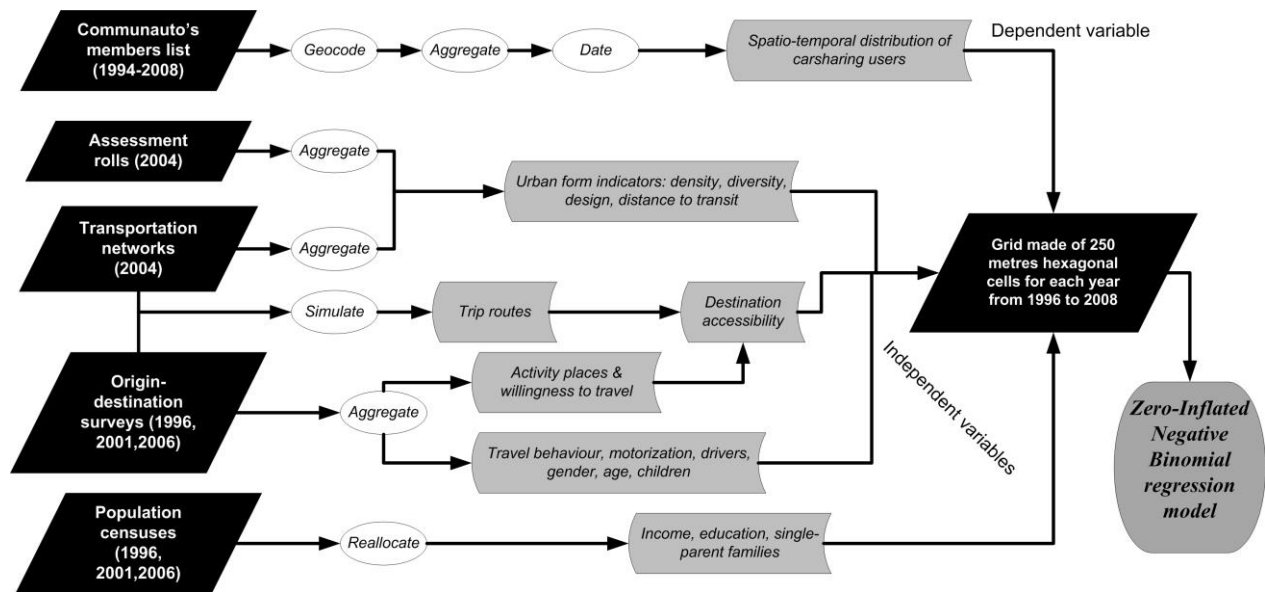 Communauto's
members list
(1994-2008)
Geocode
Aggregate
Date
Spatio-temporal distribution of
carsharing users
Dependent variable
Assessment
rolls (2004)
Aggregate
Urban form indicators: density, diversity,
design, distance to transit
Transportation
networks
(2004)
Aggregate
Grid made of 250
metres hexagonal
cells for each year
from 1996 to 2008
Simulate
Trip routes
Destination
accessibility
Origin-
destination
surveys (1996,
2001,2006)
Aggregate
Activity places &
willingness to travel
Travel behaviour, motorization, drivers,
gender, age, children
Independent variables
Zero-Inflated
Negative
Binomial
regression
model
Population
censuses
(1996,
2001,2006)
Reallocate
Income, education, single-
parent families